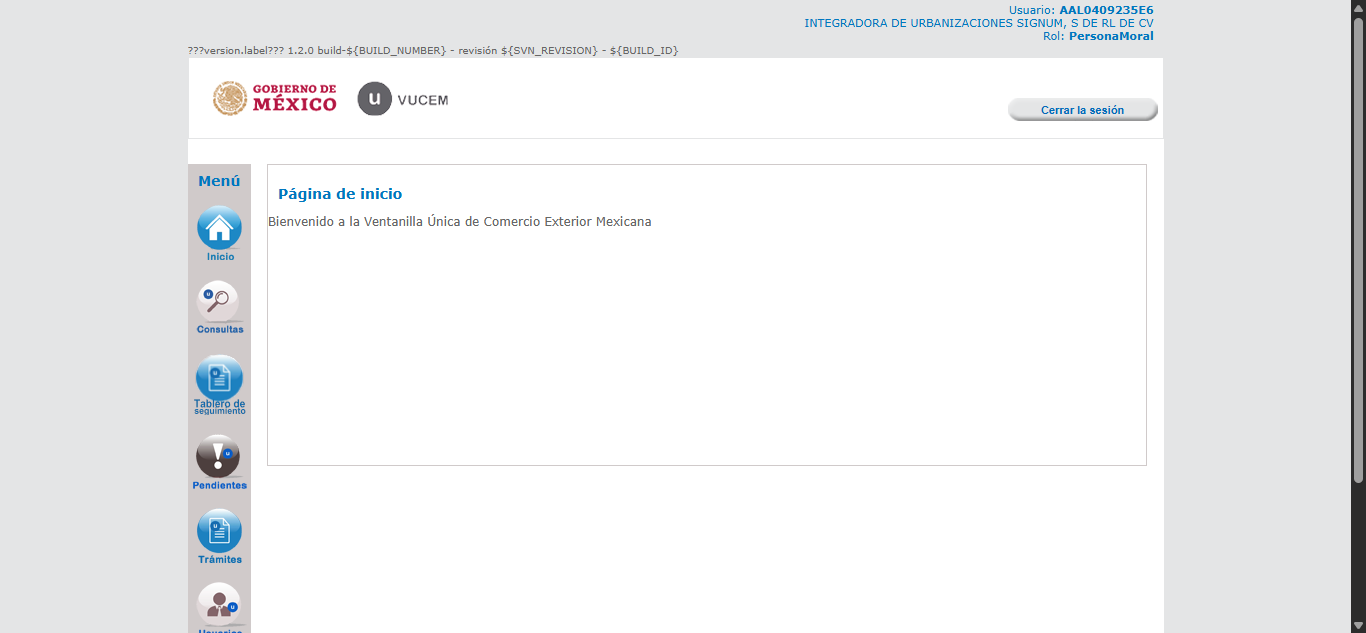 Usuario: AAL0409235E6
INTEGRADORA DE URBANIZACIONES SIGNUM, S DE RL DE CV
Rol: PersonaMoral
???version.label??? 1.2.0 build-${BUILD_NUMBER} - revisión ${SVN_REVISION} - ${BUILD_ID}
GOBIERNO DE
MÉXICO
u VUCEM
Cerrar la sesión
Menú
Página de inicio
Bienvenido a la Ventanilla Única de Comercio Exterior Mexicana
Inicio
Consultas
Tablero de
seguimiento
Pendientes
Trámites
Usuarios